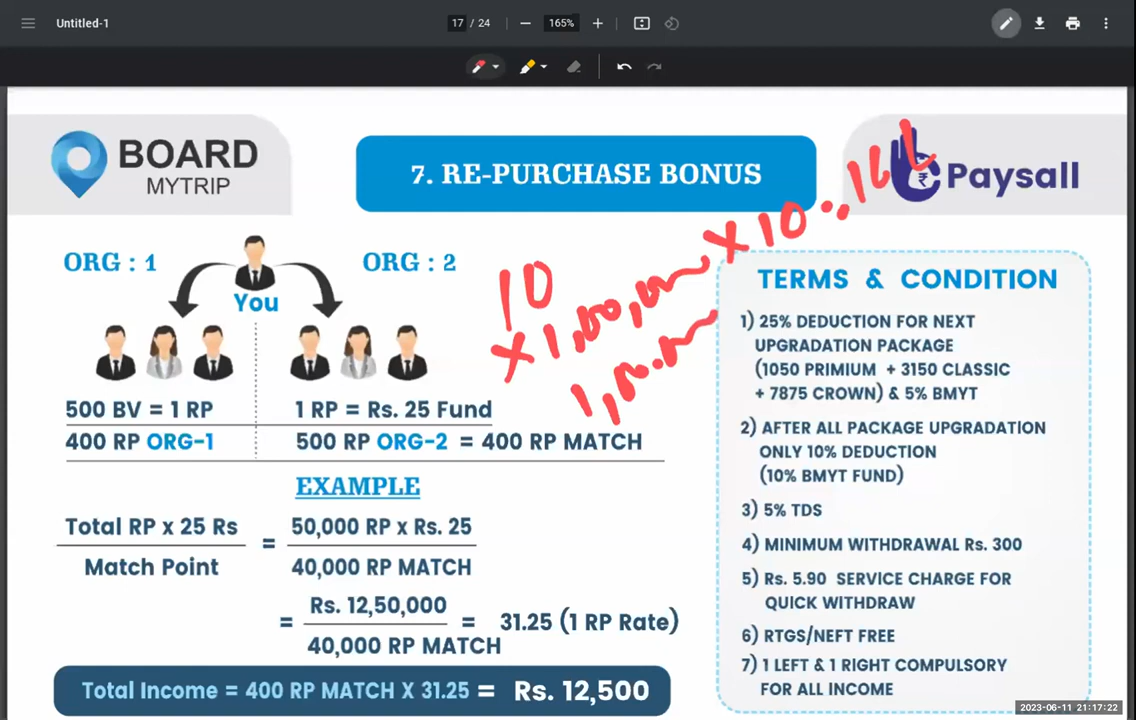 Untitled-1
17 / 24
165%
BOARD
MYTRIP
7. RE-PURCHASE BONUS
Paysall
ORG : 1
ORG : 2
You
10
500 BV = 1 RP
1 RP = Rs. 25 Fund
400 RP ORG-1
500 RP ORG-2 = 400 RP MATCH
EXAMPLE
Total RP x 25 Rs
Match Point
=
50,000 RP x Rs. 25
40,000 RP MATCH
= Rs. 12,50,000
40,000 RP MATCH
= 31.25 (1 RP Rate)
Total Income = 400 RP MATCH X 31.25 = Rs. 12,500
TERMS & CONDITION
1) 25% DEDUCTION FOR NEXT
UPGRADATION PACKAGE
(1050 PRIMIUM + 3150 CLASSIC
+ 7875 CROWN) & 5% BMYT
2) AFTER ALL PACKAGE UPGRADATION
ONLY 10% DEDUCTION
(10% BMYT FUND)
3) 5% TDS
4) MINIMUM WITHDRAWAL Rs. 300
5) Rs. 5.90 SERVICE CHARGE FOR
QUICK WITHDRAW
6) RTGS/NEFT FREE
7) 1 LEFT & 1 RIGHT COMPULSORY
FOR ALL INCOME
2023-06-11 21:17:22